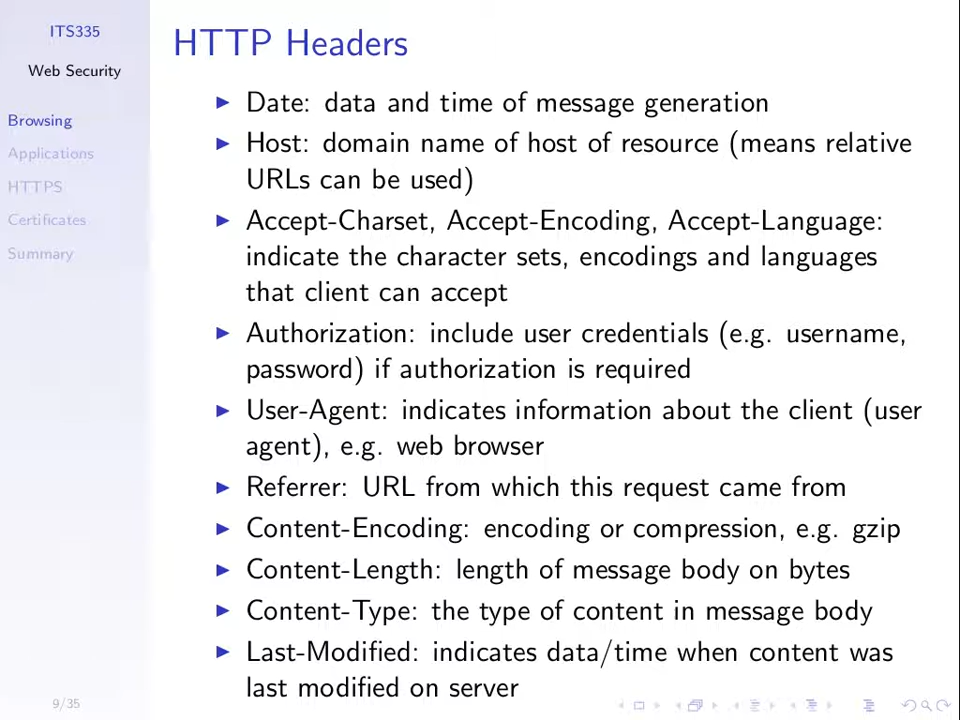 ITS335
Web Security
Browsing
Applications
HTTPS
Certificates
Summary
HTTP Headers
Date: data and time of message generation
Host: domain name of host of resource (means relative
URLs can be used)
Accept-Charset, Accept-Encoding, Accept-Language:
indicate the character sets, encodings and languages
that client can accept
Authorization: include user credentials (e.g. username,
password) if authorization is required
User-Agent: indicates information about the client (user
agent), e.g. web browser
Referrer: URL from which this request came from
Content-Encoding: encoding or compression, e.g. gzip
Content-Length: length of message body on bytes
Content-Type: the type of content in message body
Last-Modified: indicates data/time when content was
last modified on server
9/35